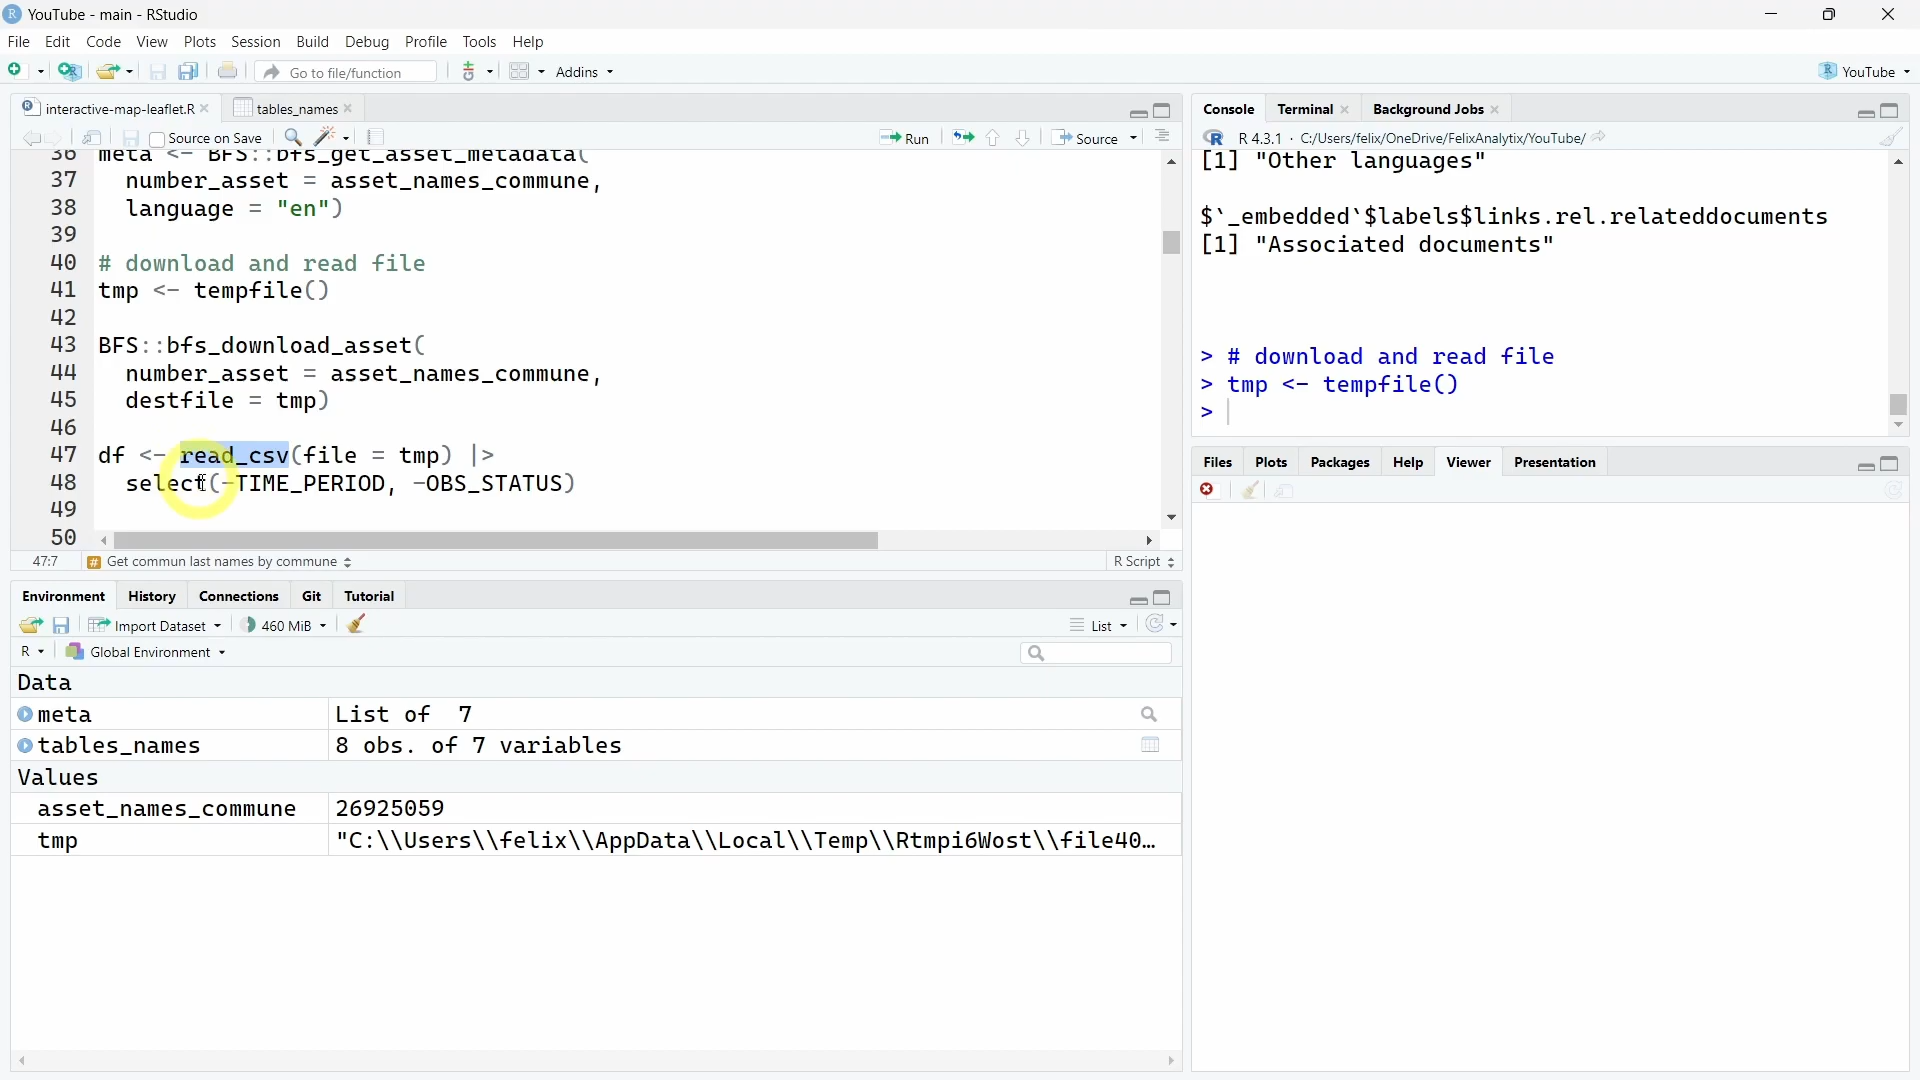 YouTube - main - RStudio
File Edit Code View Plots Session Build Debug Profile Tools Help
Go to file/function Addins YouTube
interactive-map-leaflet.R tables_names
Source on Save Run Source
36 meta <- BFS::bfs_get_asset_metadata(
37 number_asset = asset_names_commune,
38 language = "en")
39
40 # download and read file
41 tmp <- tempfile()
42
43 BFS::bfs_download_asset(
44 number_asset = asset_names_commune,
45 destfile = tmp)
46
47 df <- read_csv(file = tmp) |>
48 select(-TIME_PERIOD, -OBS_STATUS)
49
50
47:7 # Get commun last names by commune R Script
Environment History Connections Git Tutorial
Import Dataset 460 MiB List
R Global Environment
Data
meta List of 7
tables_names 8 obs. of 7 variables
Values
asset_names_commune 26925059
tmp "C:\\Users\\felix\\AppData\\Local\\Temp\\Rtmpi6Wost\\file40…
Console Terminal Background Jobs
R 4.3.1 · C:/Users/felix/OneDrive/FelixAnalytix/YouTube/
[1] "Other languages"
$`_embedded`$labels$links.rel.relateddocuments
[1] "Associated documents"
> # download and read file
> tmp <- tempfile()
>
Files Plots Packages Help Viewer Presentation